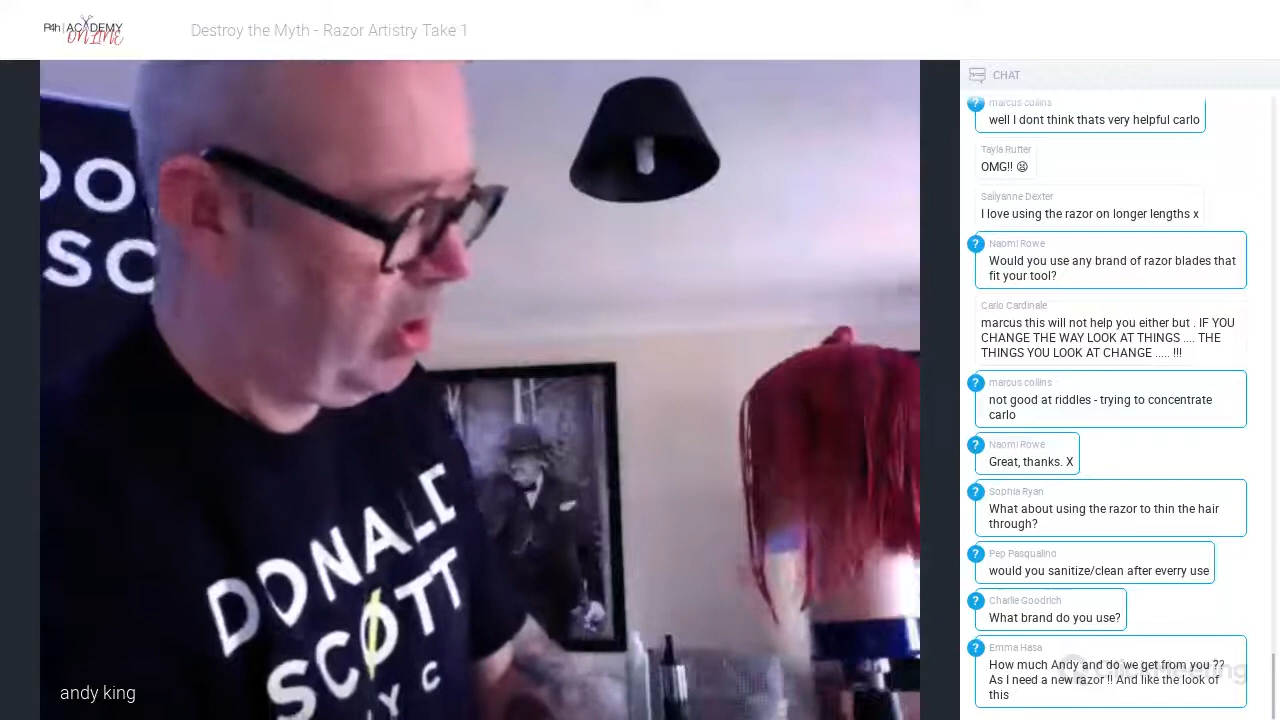 ACADEMY
ONLINE
Destroy the Myth - Razor Artistry Take 1
CHAT
marcus collins
well I dont think thats very helpful carlo
Tayla Rutter
OMG!! 😫
Sallyanne Dexter
I love using the razor on longer lengths x
Naomi Rowe
Would you use any brand of razor blades that
fit your tool?
Carlo Cardinale
marcus this will not help you either but . IF YOU
CHANGE THE WAY LOOK AT THINGS .... THE
THINGS YOU LOOK AT CHANGE ..... !!!
marcus collins
not good at riddles - trying to concentrate
carlo
Naomi Rowe
Great, thanks. X
Sophia Ryan
What about using the razor to thin the hair
through?
Pep Pasqualino
would you sanitize/clean after everry use
Charlie Goodrich
What brand do you use?
Emma Hasa
How much Andy and do we get from you ??
As I need a new razor !! And like the look of
this
DO
SC
DONALD
SCØTT
NYC
andy king